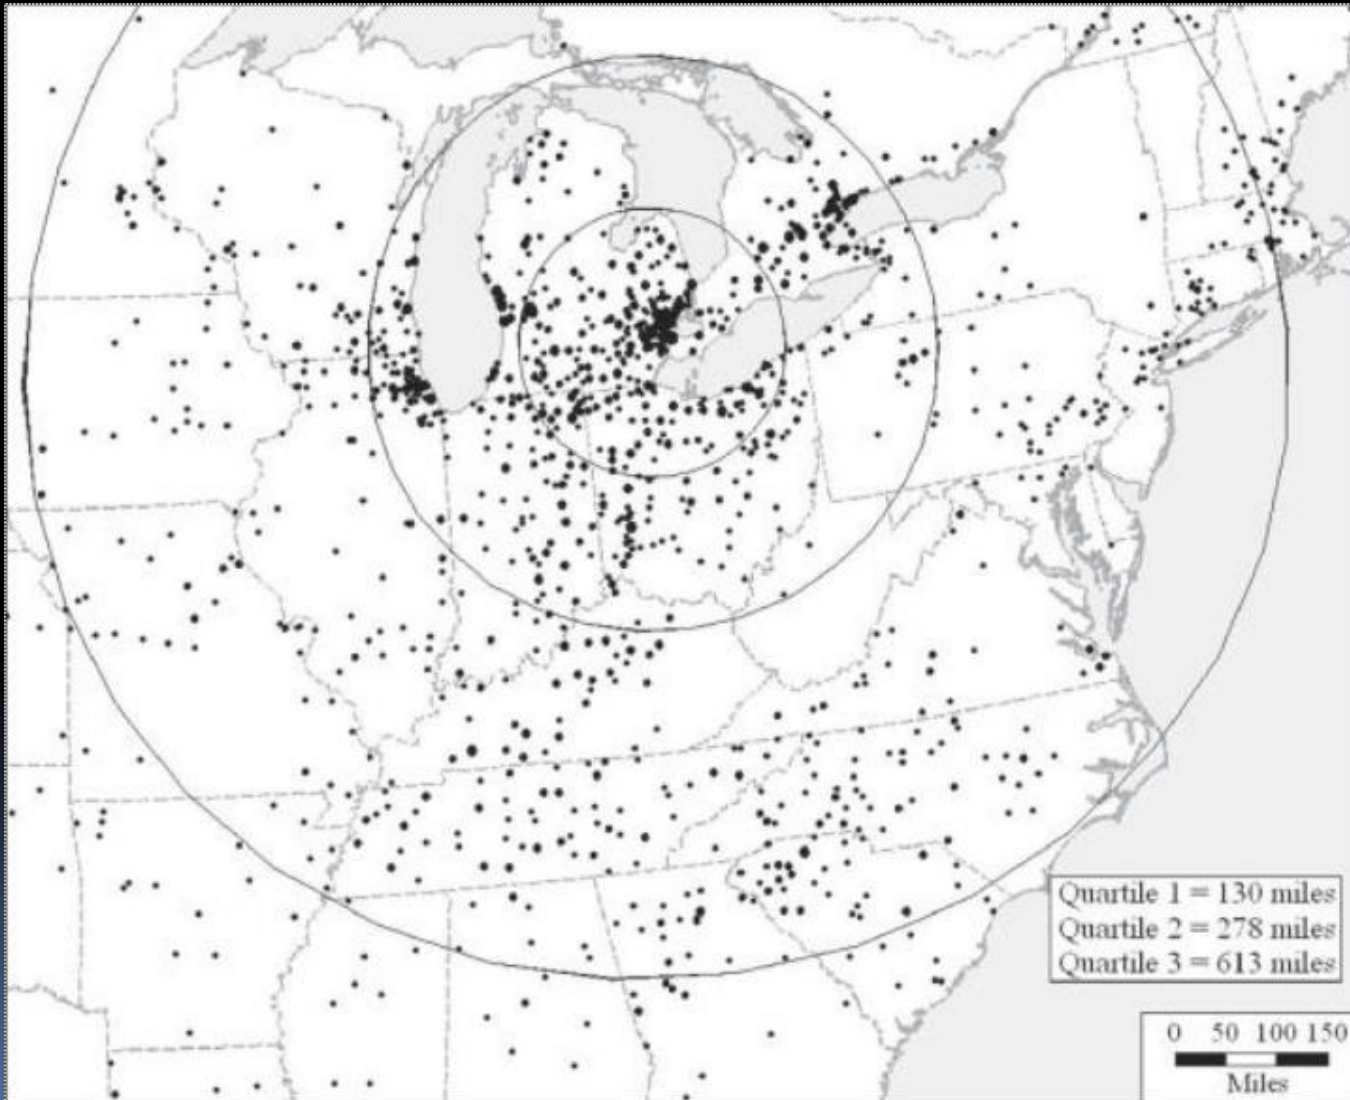 Quartile 1 = 130 miles
Quartile 2 = 278 miles
Quartile 3 = 613 miles
0 50 100 150
Miles